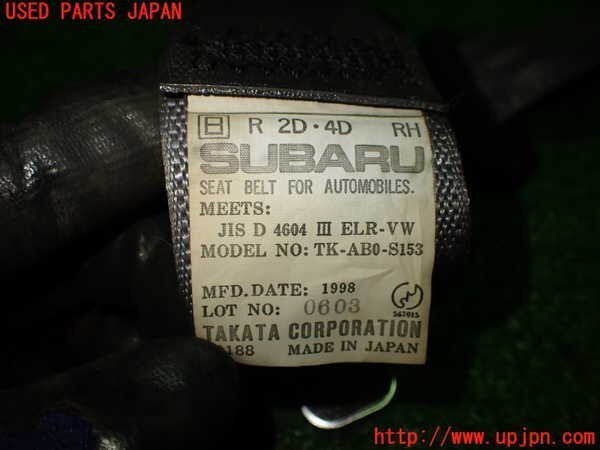 USED PARTS JAPAN
日 R 2D・4D RH
SUBARU
SEAT BELT FOR AUTOMOBILES.
MEETS:
JIS D 4604 III ELR-VW
MODEL NO: TK-AB0-S153
MFD. DATE: 1998
LOT NO: 0603
TAKATA CORPORATION
MADE IN JAPAN
http://www.upjpn.com